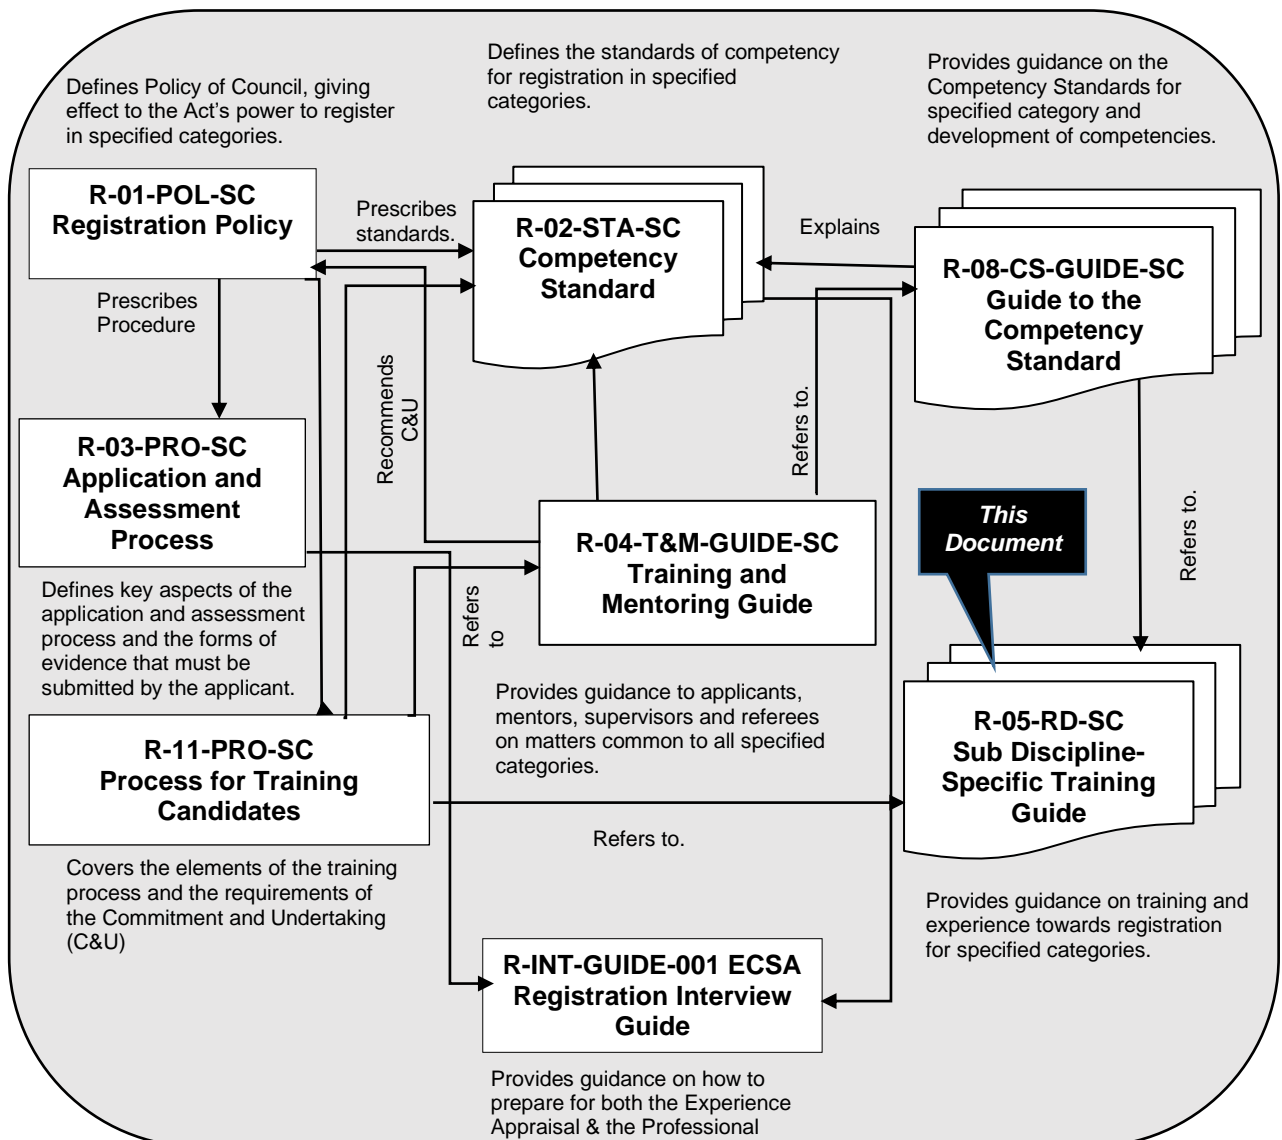 Defines Policy of Council, giving
effect to the Act's power to register
in specified categories.
Defines the standards of competency
for registration in specified
categories.
Provides guidance on the
Competency Standards for
specified category and
development of competencies.
R-01-POL-SC
Registration Policy
Prescribes
standards.
R-02-STA-SC
Competency
Standard
Explains
R-08-CS-GUIDE-SC
Guide to the
Competency
Standard
Prescribes
Procedure
Recommends
C&U
Refers to.
Refers to.
R-03-PRO-SC
Application and
Assessment
Process
R-04-T&M-GUIDE-SC
Training and
Mentoring Guide
This
Document
Defines key aspects of the
application and assessment
process and the forms of
evidence that must be
submitted by the applicant.
Refers
to
Provides guidance to applicants,
mentors, supervisors and referees
on matters common to all specified
categories.
R-05-RD-SC
Sub Discipline-
Specific Training
Guide
R-11-PRO-SC
Process for Training
Candidates
Refers to.
Covers the elements of the training
process and the requirements of
the Commitment and Undertaking
(C&U)
Provides guidance on training and
experience towards registration
for specified categories.
R-INT-GUIDE-001 ECSA
Registration Interview
Guide
Provides guidance on how to
prepare for both the Experience
Appraisal & the Professional